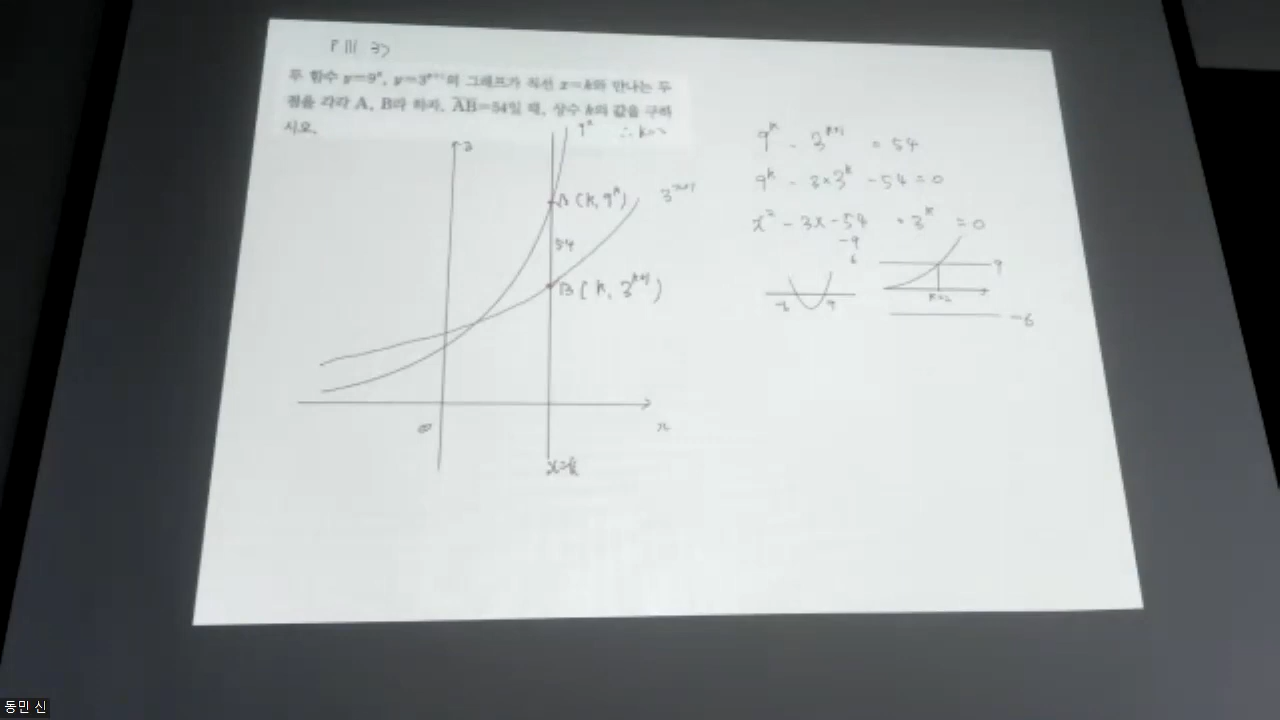 P 111 3)
두 함수 y=9ˣ, y=3ˣ⁺¹의 그래프가 직선 x=k와 만나는 두
점을 각각 A, B라 하자. AB=54일 때, 상수 k의 값을 구하
시오.
∴ k=2
9ˣ
3ˣ⁺¹
A (k, 9ᵏ)
54
B ( k, 3ᵏ⁺¹)
x
x=k
9ᵏ - 3ᵏ⁺¹ = 54
9ᵏ - 3×3ᵏ - 54 = 0
x² - 3x - 54 = 0
3ᵏ
-9
6
-6 9
9
k=2
-6
동민 신